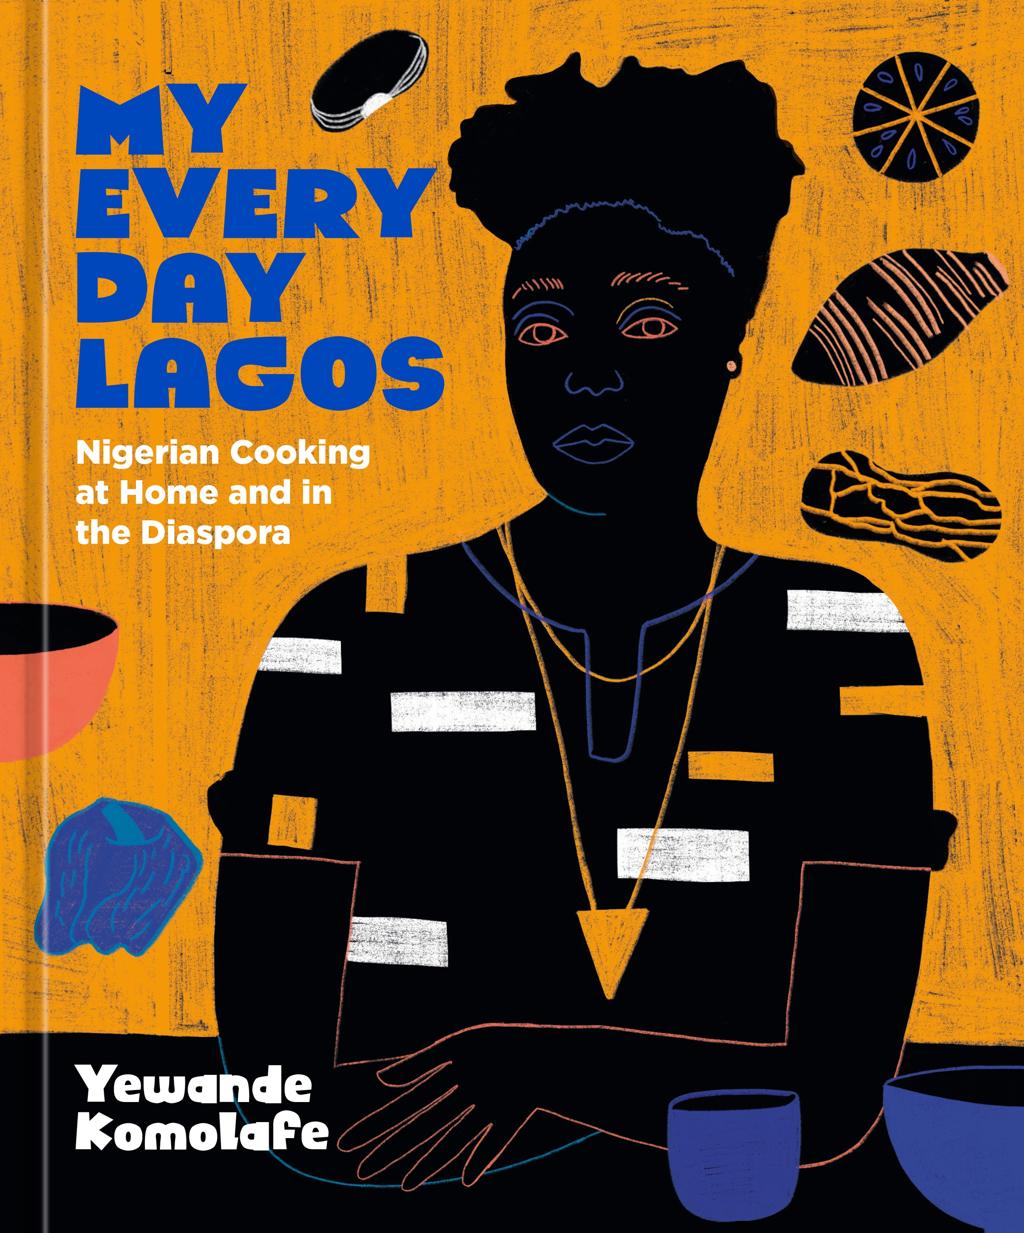 MY
EVERY
DAY
LAGOS
Nigerian Cooking
at Home and in
the Diaspora
Yewande
Komolafe